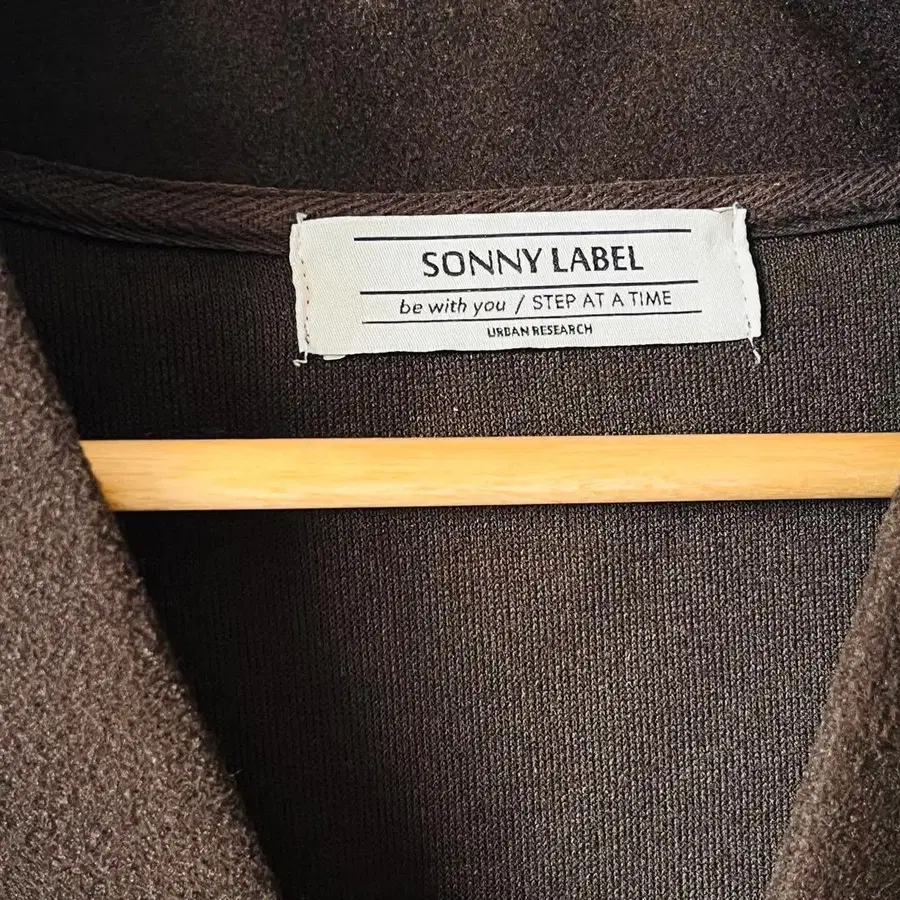 SONNY LABEL
be with you / STEP AT A TIME
URBAN RESEARCH